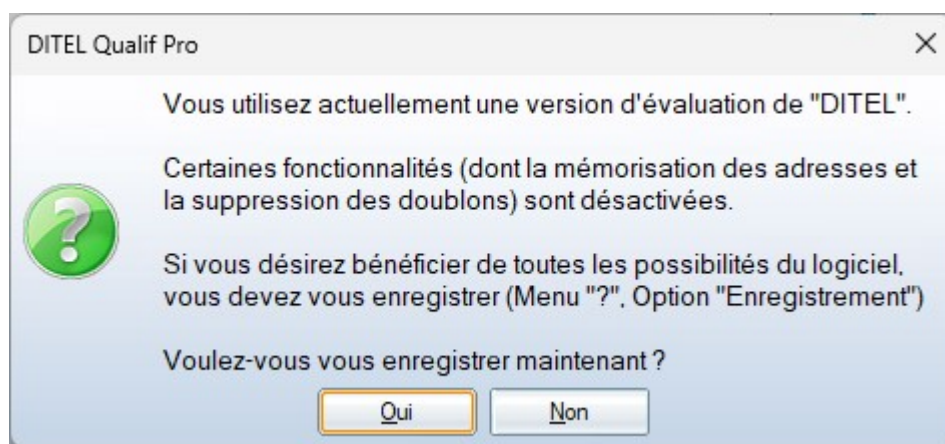 DITEL Qualif Pro
Vous utilisez actuellement une version d'évaluation de "DITEL".
Certaines fonctionnalités (dont la mémorisation des adresses et
la suppression des doublons) sont désactivées.
Si vous désirez bénéficier de toutes les possibilités du logiciel,
vous devez vous enregistrer (Menu "?", Option "Enregistrement")
Voulez-vous vous enregistrer maintenant ?
Oui Non